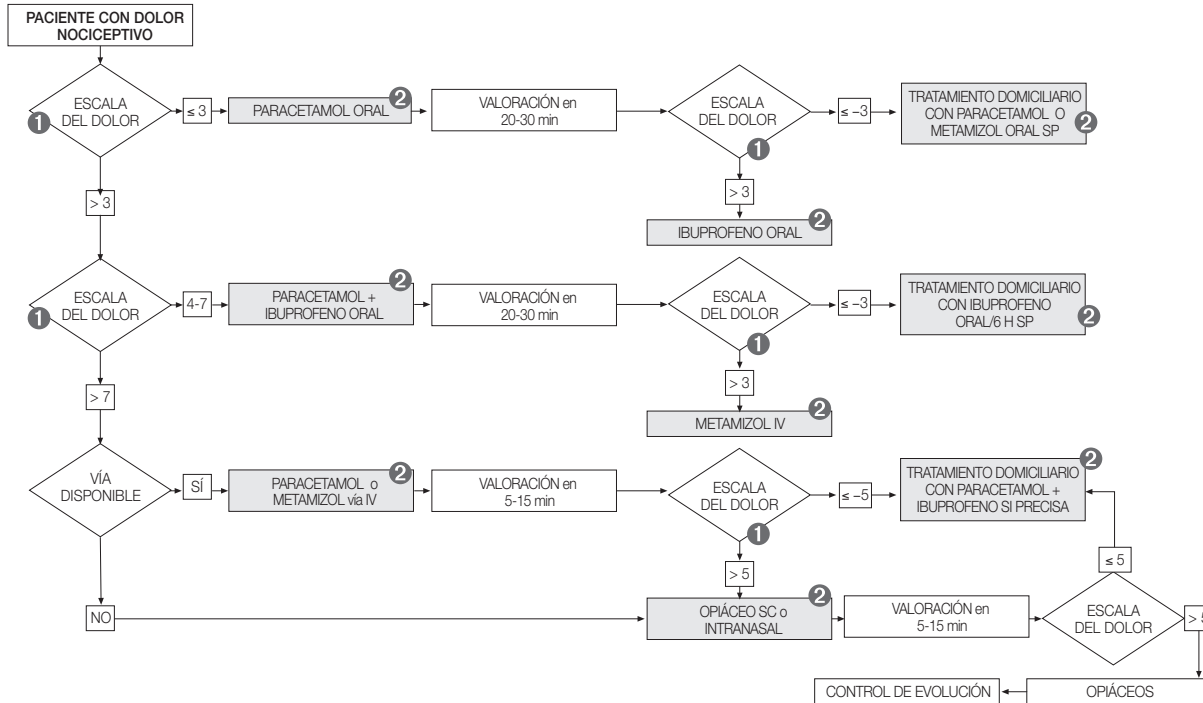 PACIENTE CON DOLOR
NOCICEPTIVO
ESCALA
DEL DOLOR
1
≤ 3
PARACETAMOL ORAL
2
VALORACIÓN en
20-30 min
ESCALA
DEL DOLOR
1
≤ −3
TRATAMIENTO DOMICILIARIO
CON PARACETAMOL O
METAMIZOL ORAL SP
2
> 3
> 3
IBUPROFENO ORAL
2
ESCALA
DEL DOLOR
1
4-7
PARACETAMOL +
IBUPROFENO ORAL
2
VALORACIÓN en
20-30 min
ESCALA
DEL DOLOR
1
≤ −3
TRATAMIENTO DOMICILIARIO
CON IBUPROFENO
ORAL/6 H SP
2
> 7
> 3
METAMIZOL IV
2
VÍA
DISPONIBLE
SÍ
PARACETAMOL o
METAMIZOL vía IV
2
VALORACIÓN en
5-15 min
ESCALA
DEL DOLOR
1
≤ −5
TRATAMIENTO DOMICILIARIO
CON PARACETAMOL +
IBUPROFENO SI PRECISA
2
> 5
≤ 5
NO
OPIÁCEO SC o
INTRANASAL
2
VALORACIÓN en
5-15 min
ESCALA
DEL DOLOR
> 5
CONTROL DE EVOLUCIÓN
OPIÁCEOS